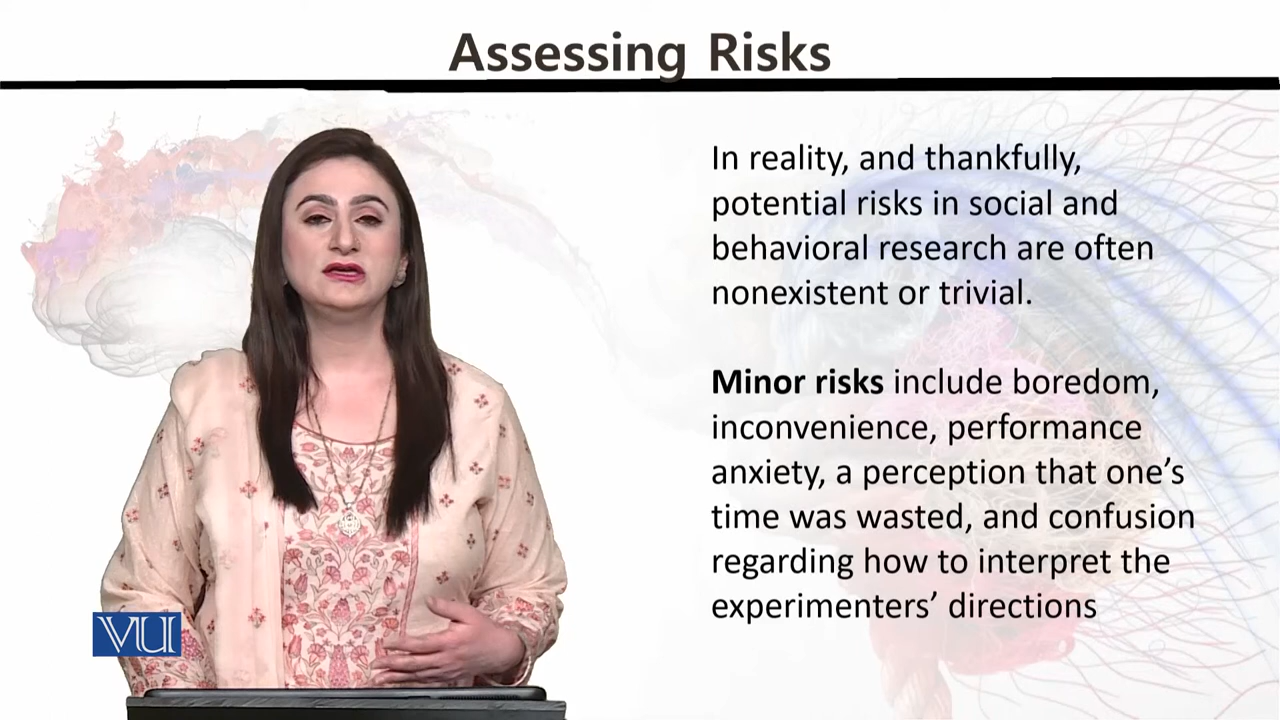 Assessing Risks
In reality, and thankfully,
potential risks in social and
behavioral research are often
nonexistent or trivial.
Minor risks include boredom,
inconvenience, performance
anxiety, a perception that one’s
time was wasted, and confusion
regarding how to interpret the
experimenters’ directions
VU